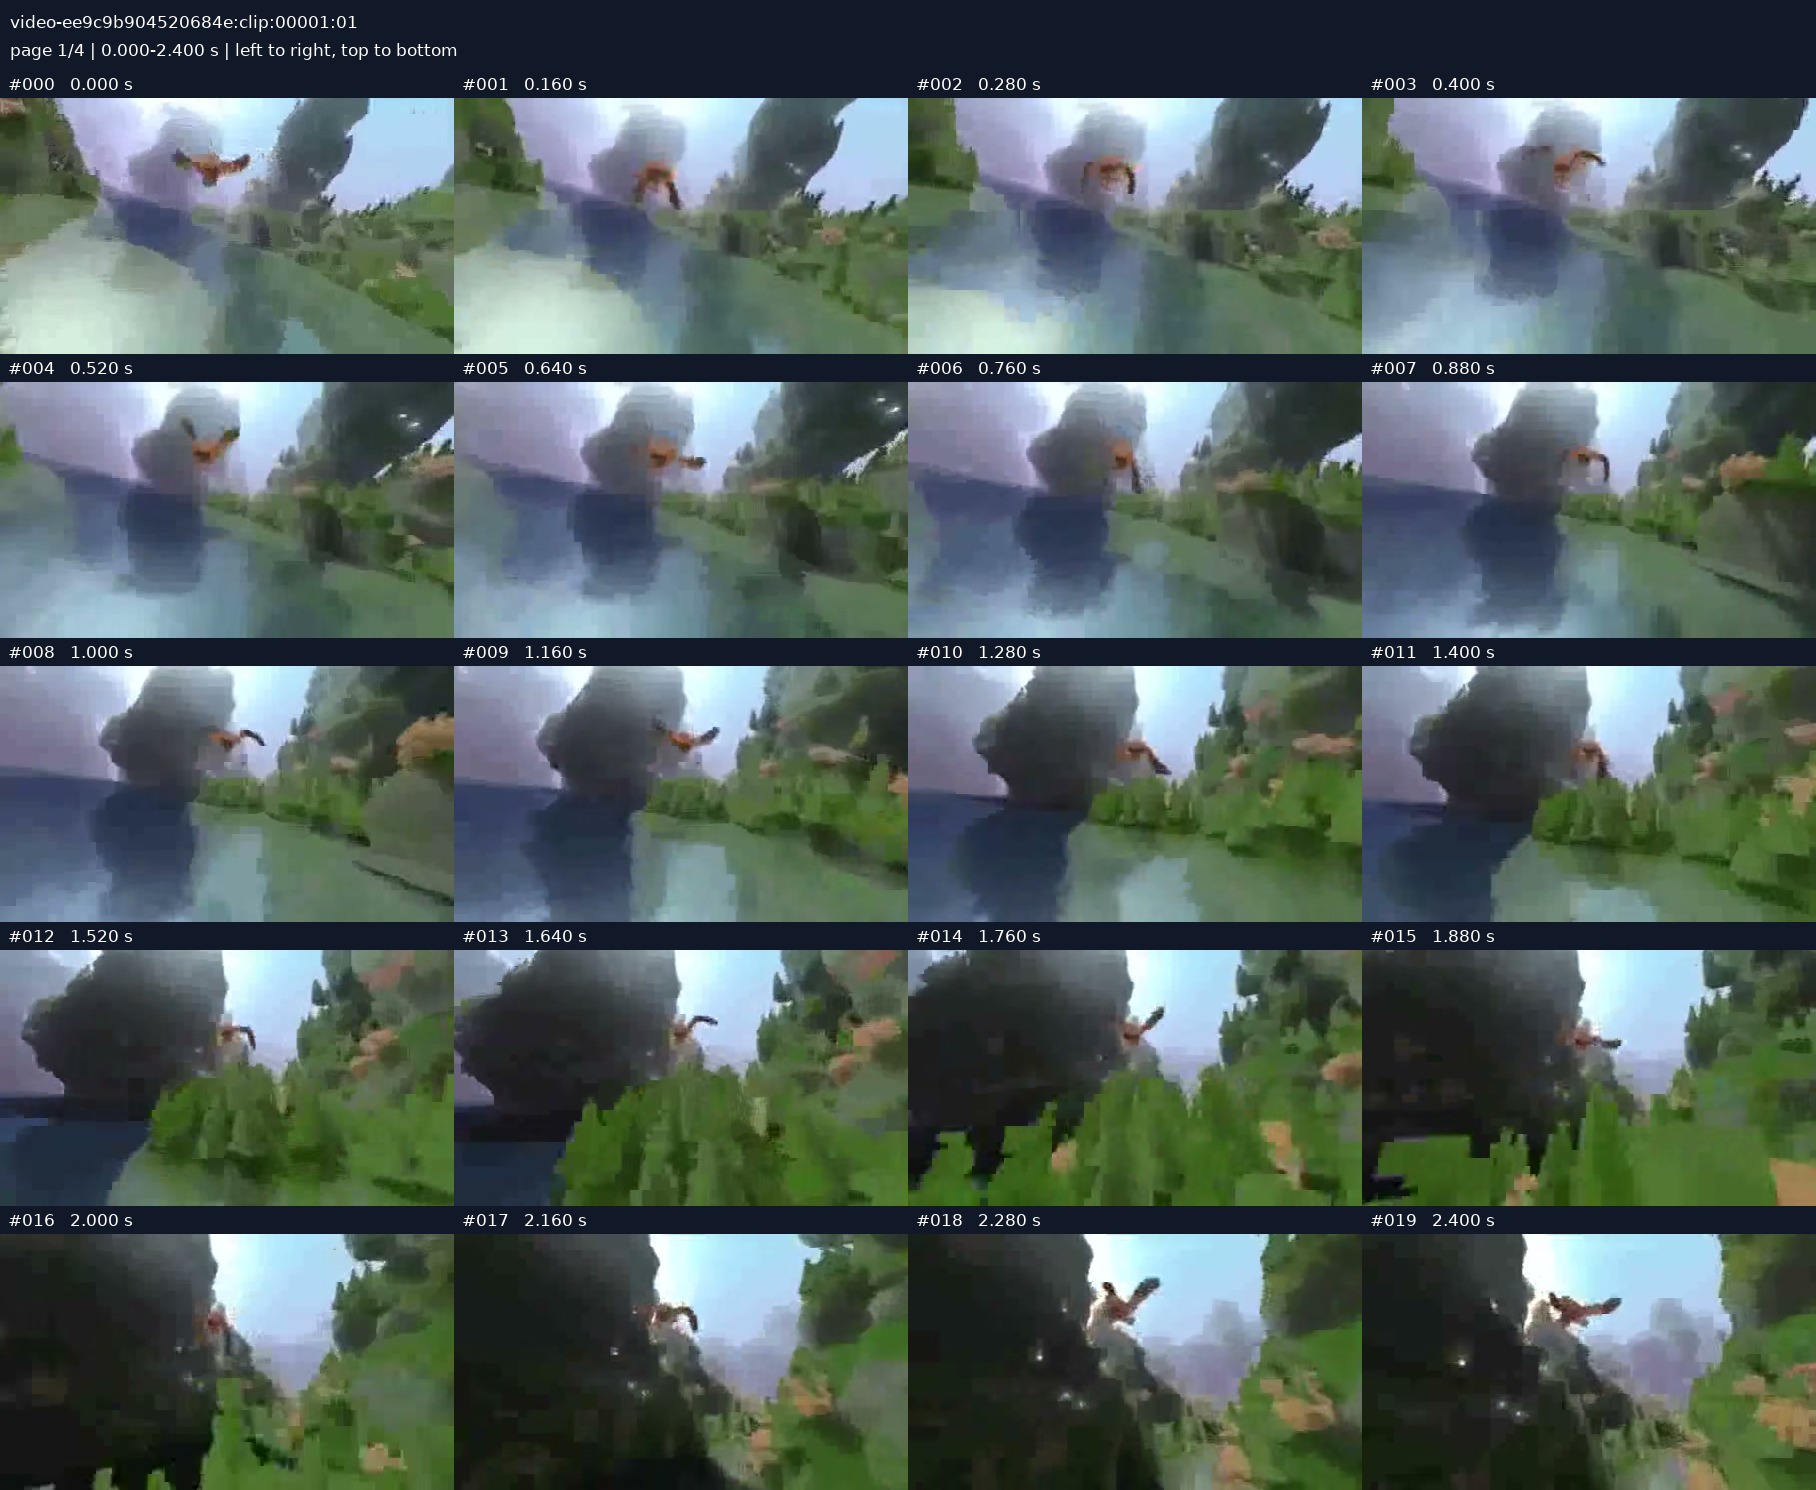 video-ee9c9b904520684e:clip:00001:01
page 1/4 | 0.000-2.400 s | left to right, top to bottom
#000 0.000 s
#001 0.160 s
#002 0.280 s
#003 0.400 s
#004 0.520 s
#005 0.640 s
#006 0.760 s
#007 0.880 s
#008 1.000 s
#009 1.160 s
#010 1.280 s
#011 1.400 s
#012 1.520 s
#013 1.640 s
#014 1.760 s
#015 1.880 s
#016 2.000 s
#017 2.160 s
#018 2.280 s
#019 2.400 s